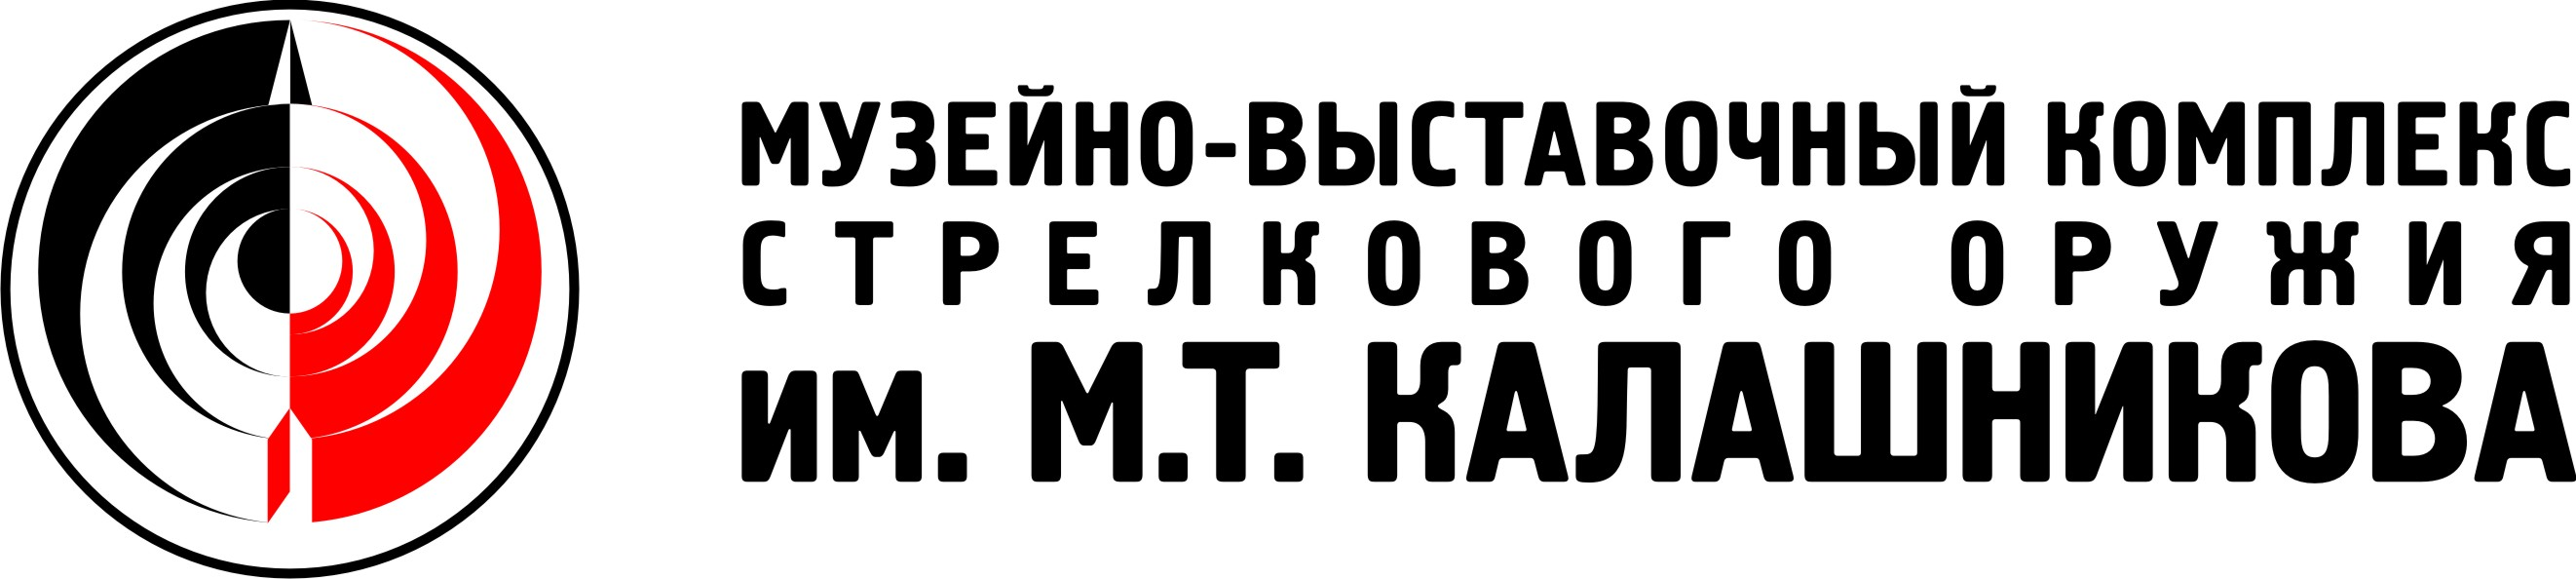 МУЗЕЙНО-ВЫСТАВОЧНЫЙ КОМПЛЕКС
СТРЕЛКОВОГО ОРУЖИЯ
ИМ. М.Т. КАЛАШНИКОВА